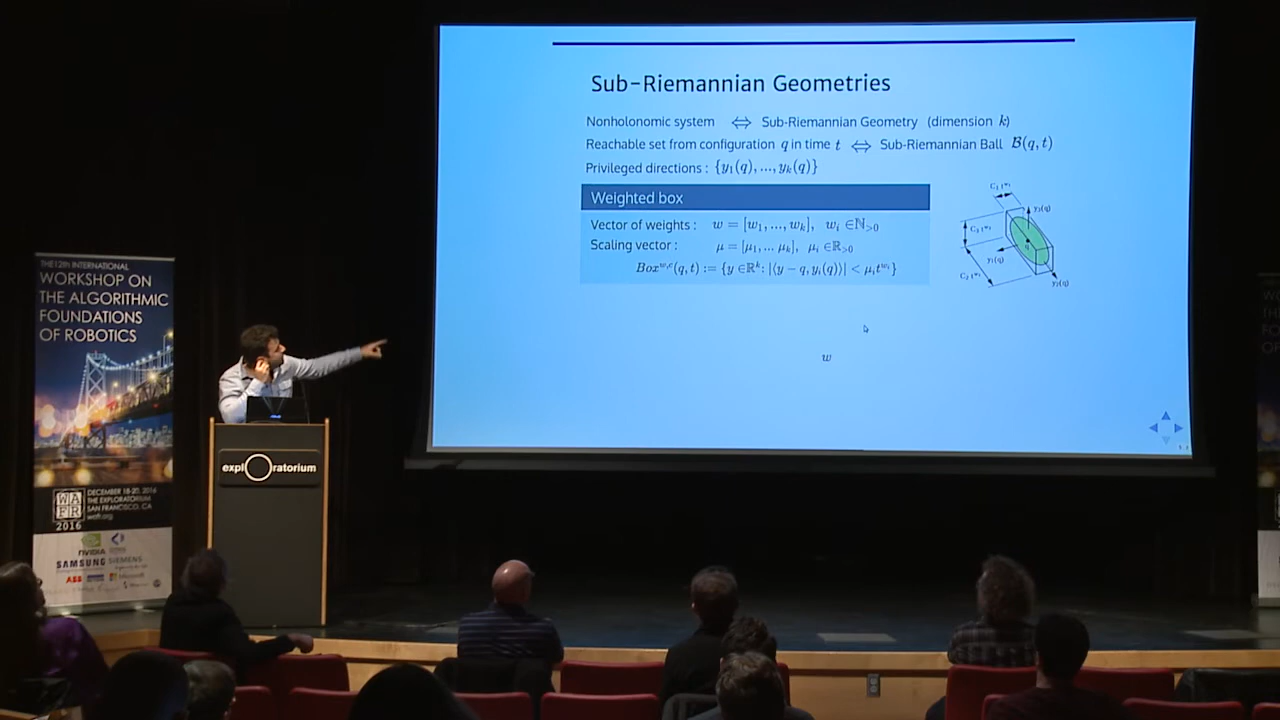 Sub-Riemannian Geometries
Nonholonomic system ⟺ Sub-Riemannian Geometry (dimension k)
Reachable set from configuration q in time t ⟺ Sub-Riemannian Ball B(q, t)
Privileged directions : {y₁(q), ..., yₖ(q)}
Weighted box
Vector of weights : w = [w₁, ..., wₖ], wᵢ ∈ ℕ>0
Scaling vector : μ = [μ₁, ... μₖ], μᵢ ∈ ℝ>0
Box^{w,c}(q, t) := {y ∈ ℝᵏ : |⟨y − q, yᵢ(q)⟩| < μᵢt^{wᵢ}}
y₁(q)
q
w
THE 12th INTERNATIONAL
WORKSHOP ON
THE ALGORITHMIC
FOUNDATIONS
OF ROBOTICS
WAFR
2016
DECEMBER 18-20, 2016
THE EXPLORATORIUM
SAN FRANCISCO, CA
wafr.org
NVIDIA
SAMSUNG SIEMENS
ABB Microsoft
explOratorium